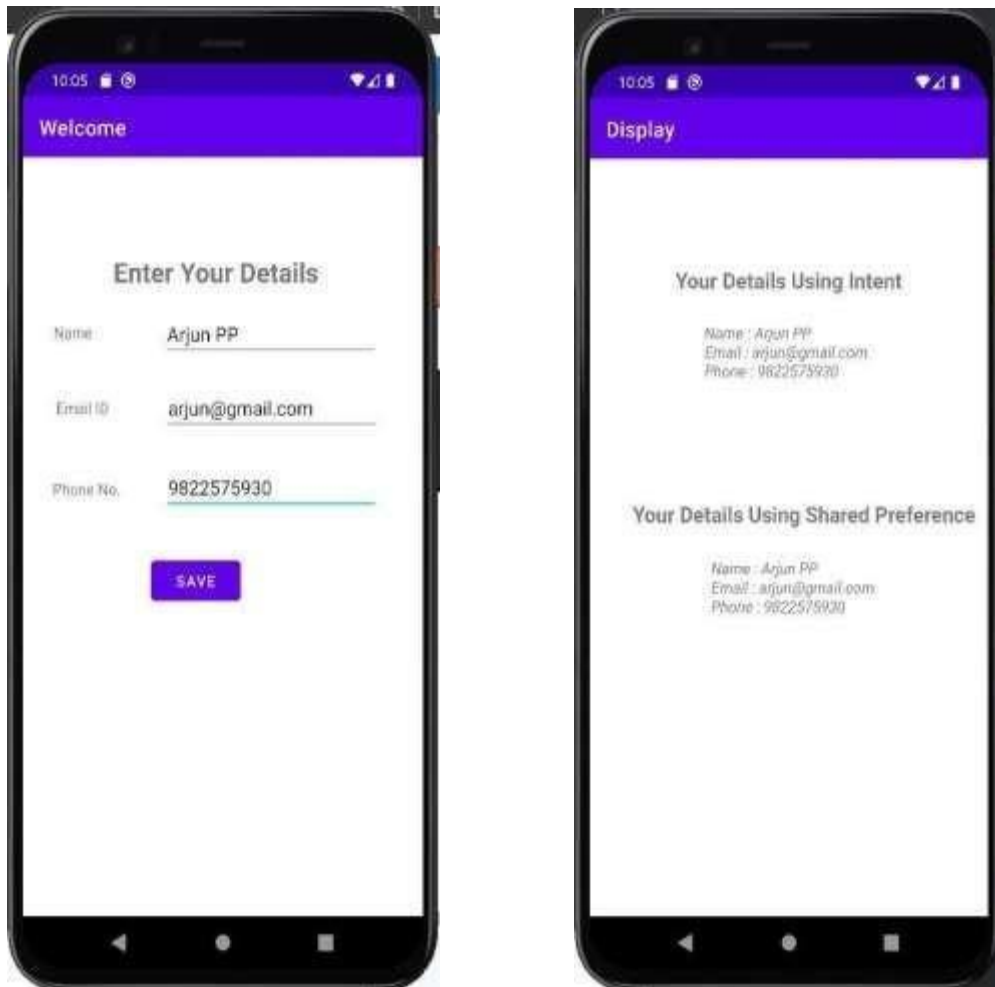 10:05
Welcome
Enter Your Details
Name
Arjun PP
Email ID
arjun@gmail.com
Phone No.
9822575930
SAVE
10:05
Display
Your Details Using Intent
Name : Arjun PP
Email : arjun@gmail.com
Phone : 9822575930
Your Details Using Shared Preference
Name : Arjun PP
Email : arjun@gmail.com
Phone : 9822575930